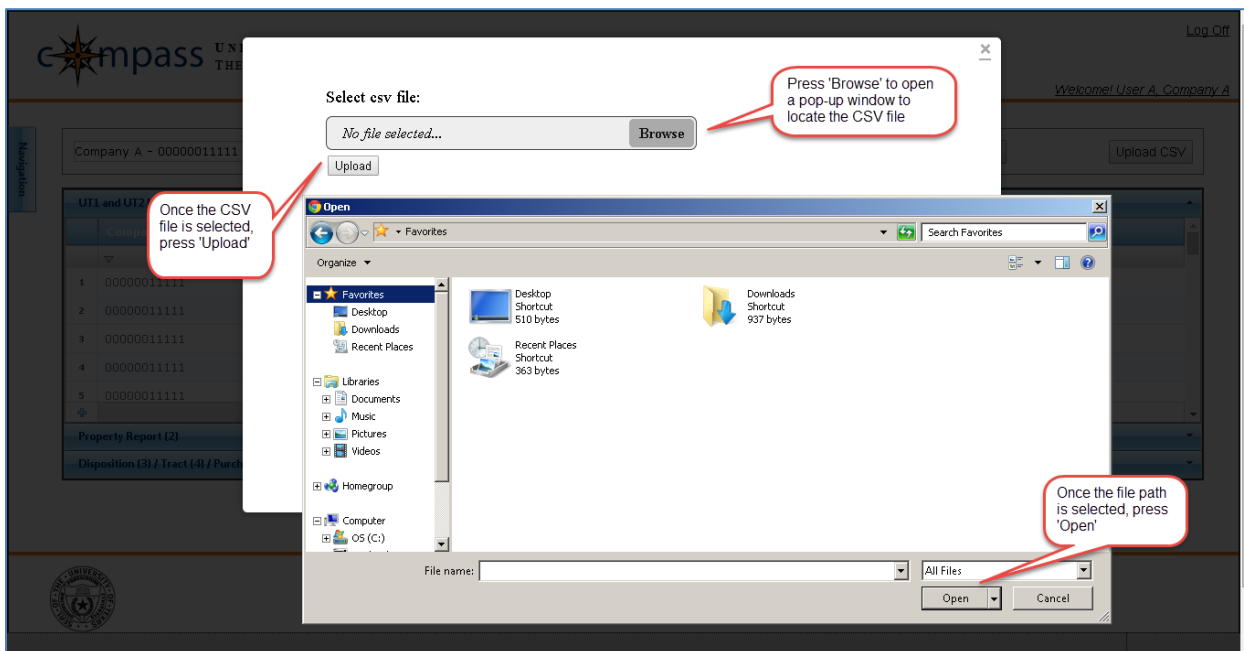 Log Off
compass UNI
THE
Welcome! User A, Company A
Navigation
Company A - 00000011111
Upload CSV
×
Select csv file:
No file selected...
Browse
Upload
Press 'Browse' to open
a pop-up window to
locate the CSV file
UT1 and UT2
Compa
1 00000011111
2 00000011111
3 00000011111
4 00000011111
5 00000011111
Property Report (2)
Disposition (3) / Tract (4) / Purch
Once the CSV
file is selected,
press 'Upload'
Open
Favorites
Search Favorites
Organize
Favorites
Desktop
Downloads
Recent Places
Libraries
Documents
Music
Pictures
Videos
Homegroup
Computer
OS (C:)
Desktop
Shortcut
510 bytes
Downloads
Shortcut
937 bytes
Recent Places
Shortcut
363 bytes
Once the file path
is selected, press
'Open'
File name:
All Files
Open
Cancel